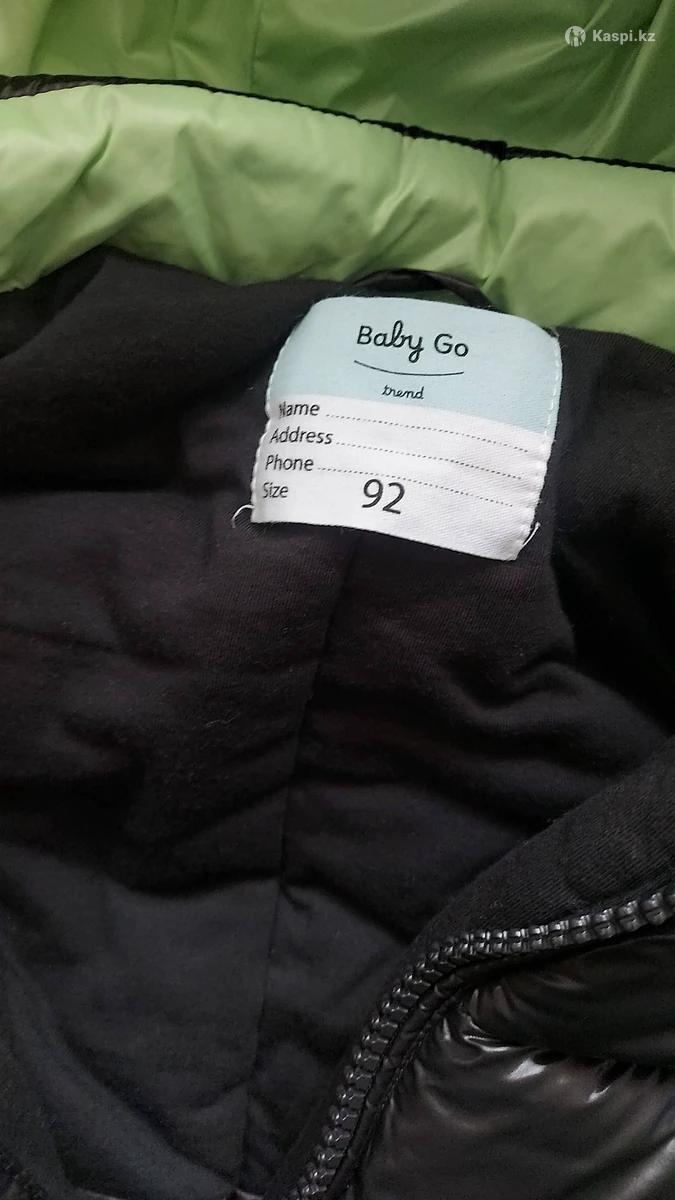 Kaspi.kz
Baby Go
trend
Name
Address
Phone
Size 92